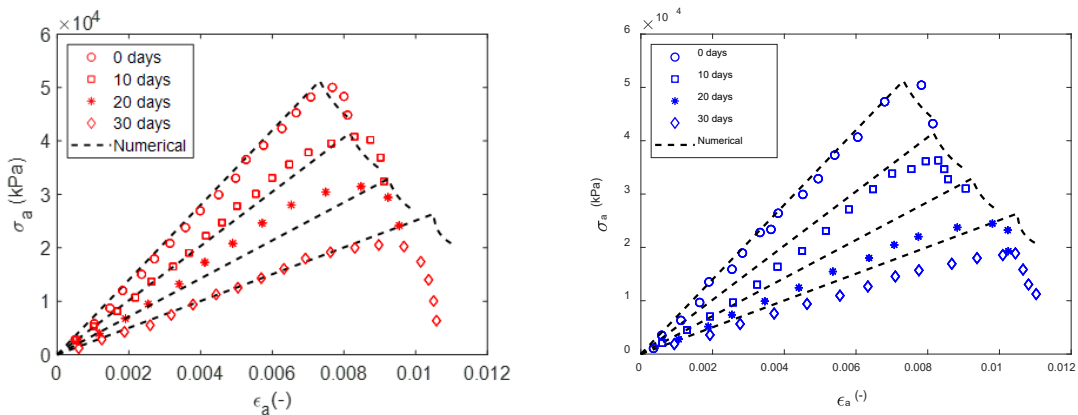 ×10⁴
6
5
4
3
2
1
0
σₐ (kPa)
0 days
10 days
20 days
30 days
Numerical
0 0.002 0.004 0.006 0.008 0.01 0.012
ϵₐ(-)
× 10 ⁴
6
5
4
3
2
1
0
σₐ (kPa)
0 days
10 days
20 days
30 days
Numerical
0 0.002 0.004 0.006 0.008 0.01 0.012
ϵₐ (-)